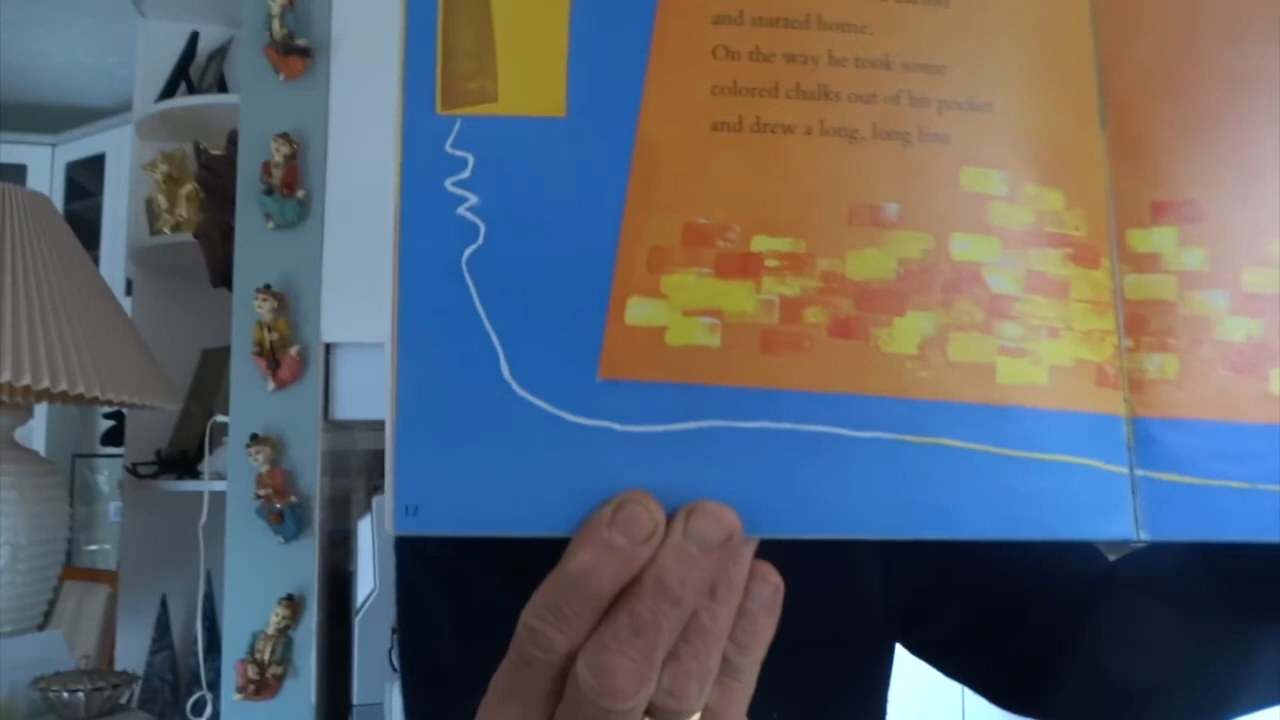 and started home.
On the way he took some
colored chalks out of his pocket
and drew a long, long line
12